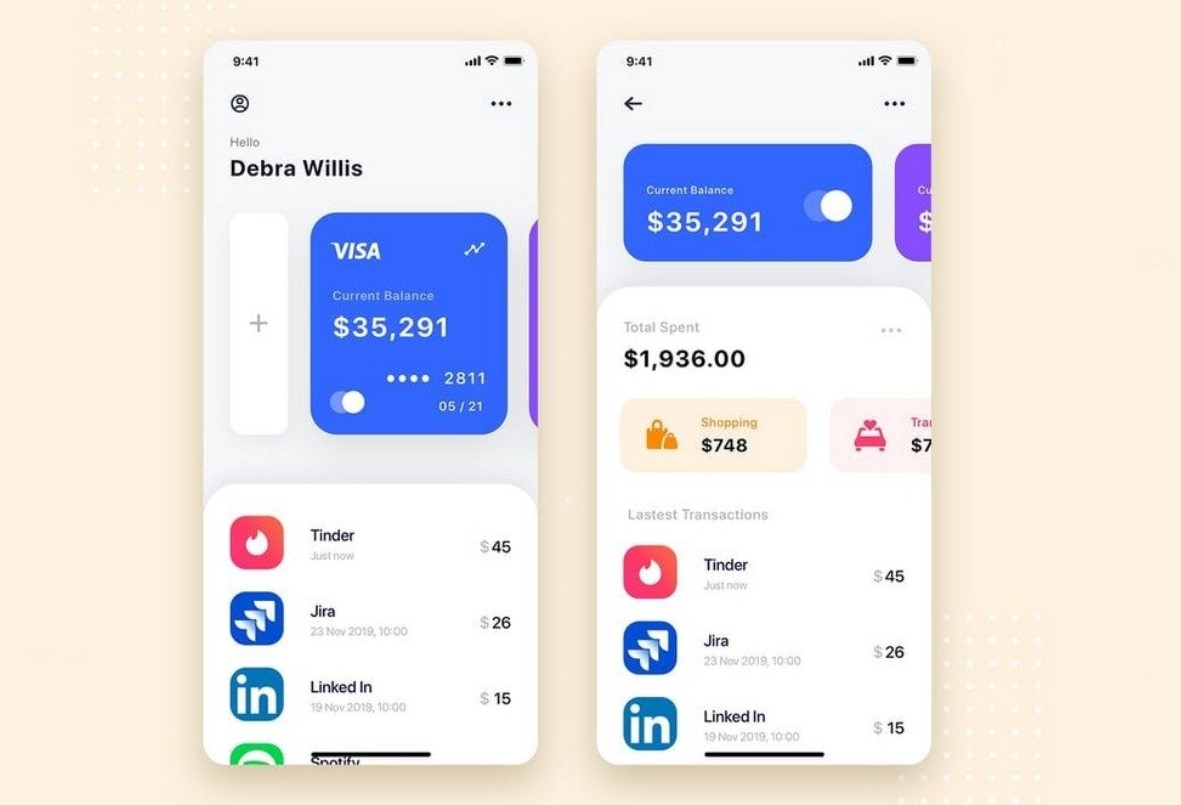 9:41
Hello
Debra Willis
VISA
Current Balance
$35,291
•••• 2811
05 / 21
Tinder
Just now
$ 45
Jira
23 Nov 2019, 10:00
$ 26
in
Linked In
19 Nov 2019, 10:00
$ 15
Spotify
9:41
Current Balance
$35,291
Cu
$
Total Spent
$1,936.00
Shopping
$748
Tra
$7
Lastest Transactions
Tinder
Just now
$ 45
Jira
23 Nov 2019, 10:00
$ 26
in
Linked In
19 Nov 2019, 10:00
$ 15